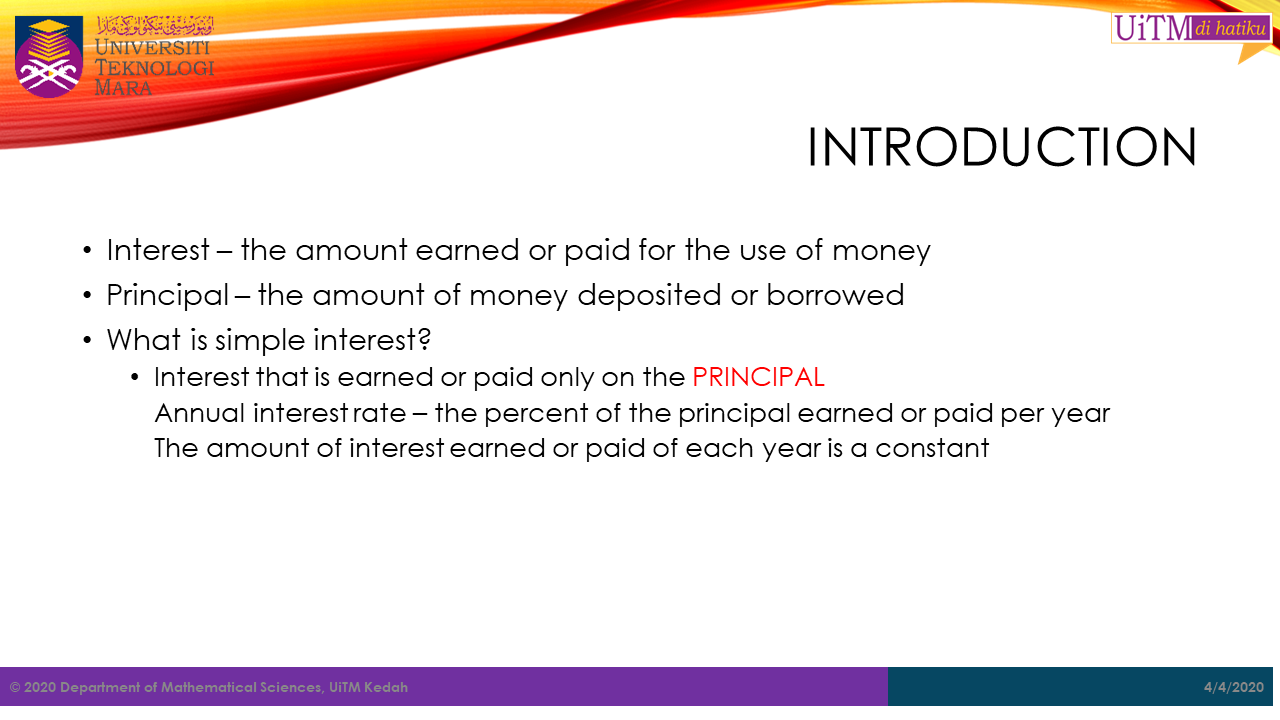 UNIVERSITI
TEKNOLOGI
MARA
UiTM di hatiku
INTRODUCTION
• Interest – the amount earned or paid for the use of money
• Principal – the amount of money deposited or borrowed
• What is simple interest?
• Interest that is earned or paid only on the PRINCIPAL
Annual interest rate – the percent of the principal earned or paid per year
The amount of interest earned or paid of each year is a constant
© 2020 Department of Mathematical Sciences, UiTM Kedah
4/4/2020